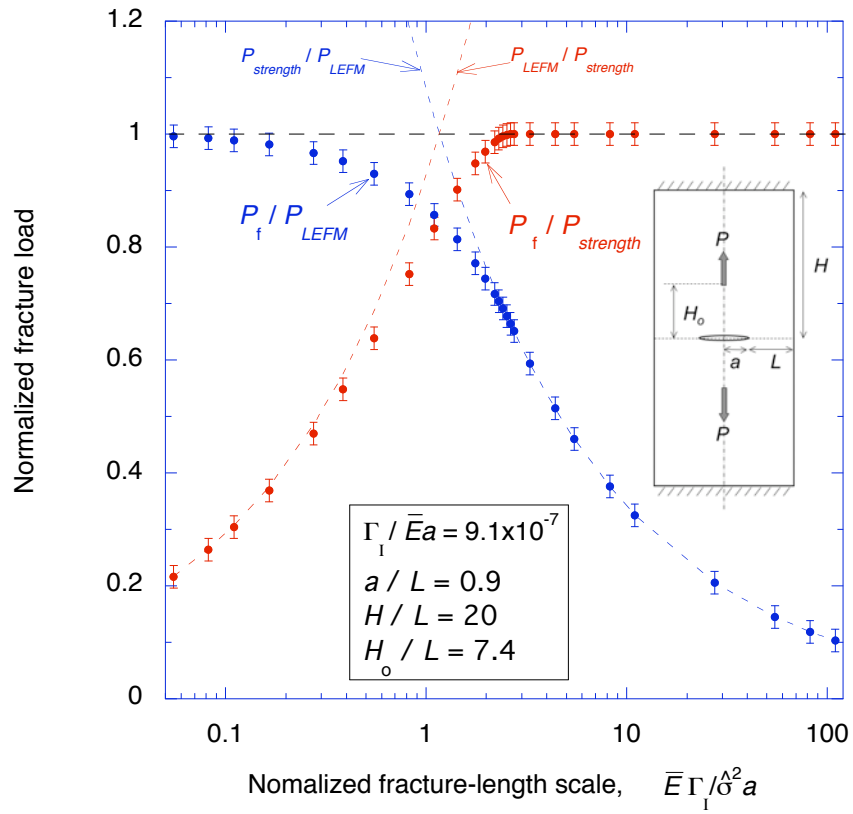 1.2
P_strength / P_LEFM
P_LEFM / P_strength
1
P_f / P_LEFM
P_f / P_strength
0.8
0.6
0.4
0.2
0
Normalized fracture load
P
H
H_o
a
L
P
Γ_I / E̅a = 9.1x10^-7
a / L = 0.9
H / L = 20
H_o / L = 7.4
0.1
1
10
100
Nomalized fracture-length scale, E̅ Γ_I/σ̂^2 a